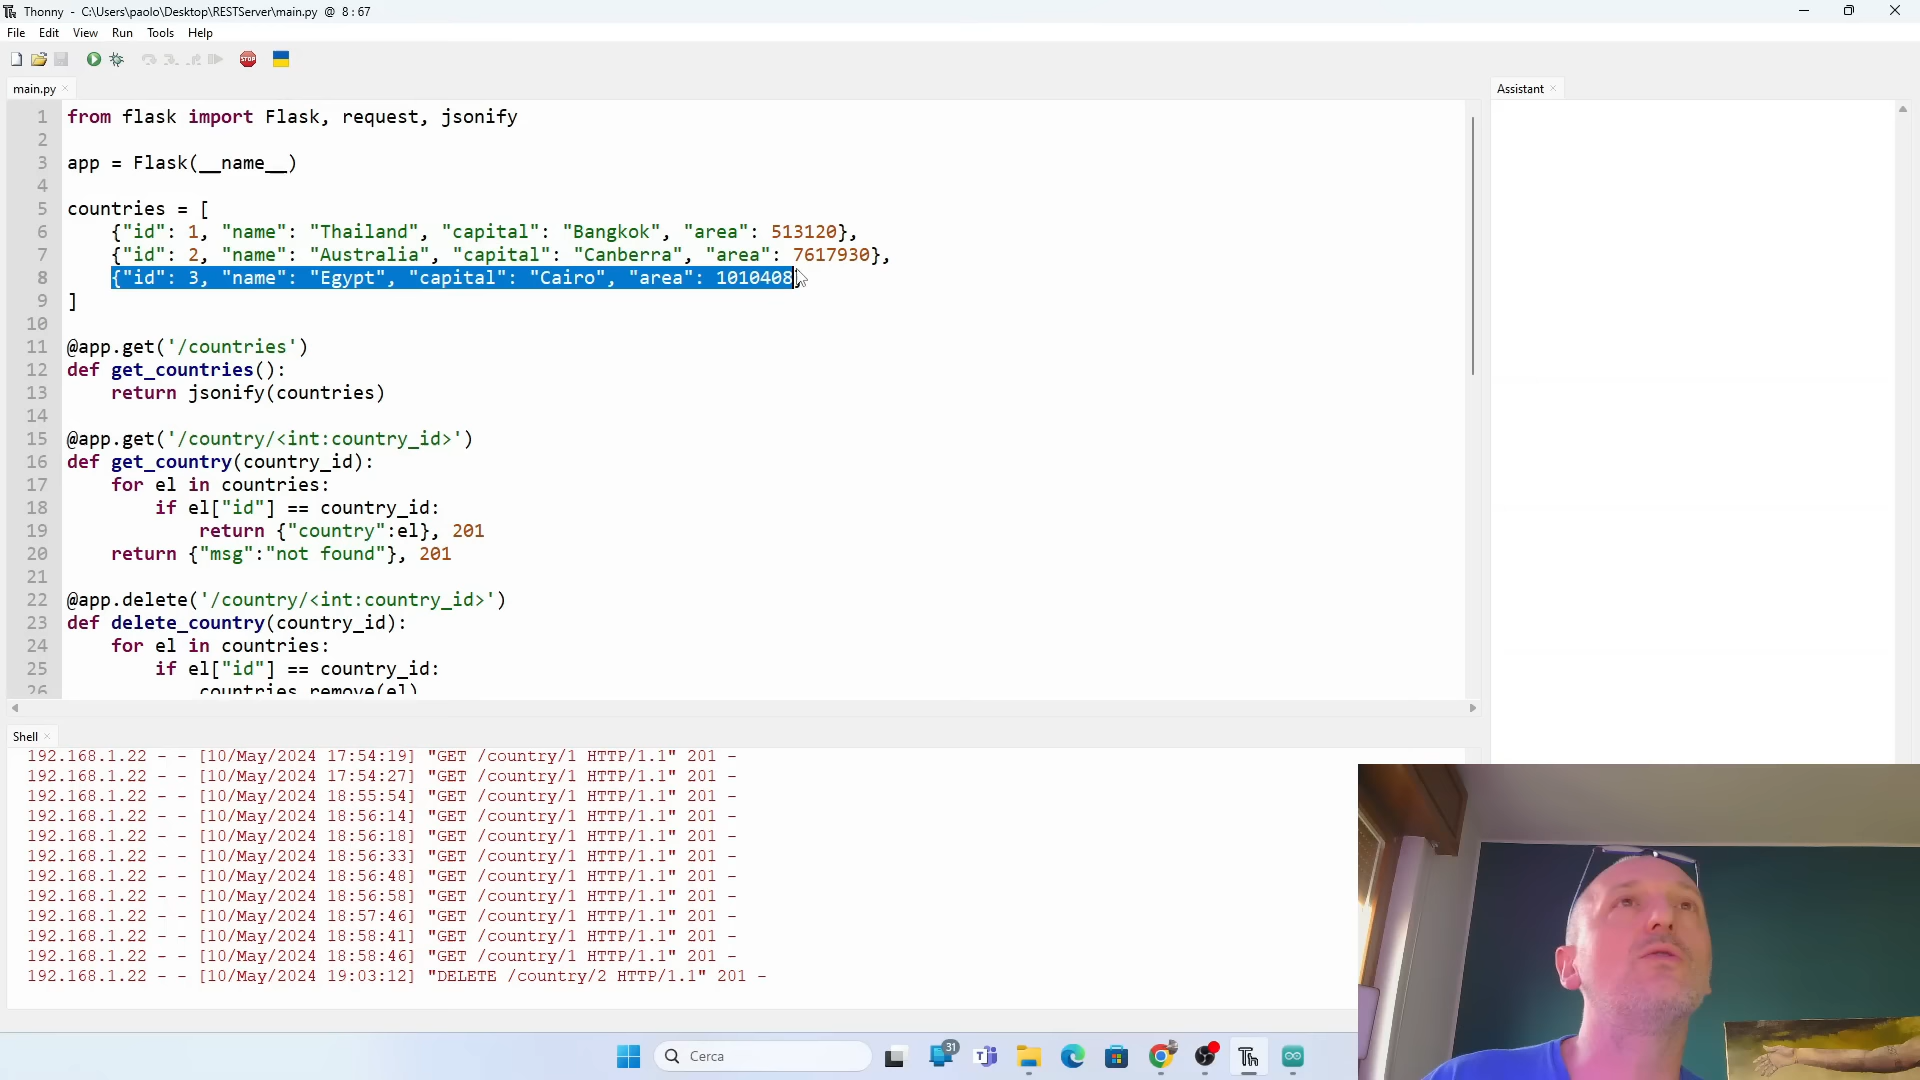 Thonny - C:\Users\paolo\Desktop\RESTServer\main.py @ 8:67
File Edit View Run Tools Help
STOP
main.py
Assistant
1 from flask import Flask, request, jsonify
2
3 app = Flask(__name__)
4
5 countries = [
6 {"id": 1, "name": "Thailand", "capital": "Bangkok", "area": 513120},
7 {"id": 2, "name": "Australia", "capital": "Canberra", "area": 7617930},
8 {"id": 3, "name": "Egypt", "capital": "Cairo", "area": 1010408
9 ]
10
11 @app.get('/countries')
12 def get_countries():
13 return jsonify(countries)
14
15 @app.get('/country/<int:country_id>')
16 def get_country(country_id):
17 for el in countries:
18 if el["id"] == country_id:
19 return {"country":el}, 201
20 return {"msg":"not found"}, 201
21
22 @app.delete('/country/<int:country_id>')
23 def delete_country(country_id):
24 for el in countries:
25 if el["id"] == country_id:
26 countries.remove(el)
Shell
192.168.1.22 - - [10/May/2024 17:54:19] "GET /country/1 HTTP/1.1" 201 -
192.168.1.22 - - [10/May/2024 17:54:27] "GET /country/1 HTTP/1.1" 201 -
192.168.1.22 - - [10/May/2024 18:55:54] "GET /country/1 HTTP/1.1" 201 -
192.168.1.22 - - [10/May/2024 18:56:14] "GET /country/1 HTTP/1.1" 201 -
192.168.1.22 - - [10/May/2024 18:56:18] "GET /country/1 HTTP/1.1" 201 -
192.168.1.22 - - [10/May/2024 18:56:33] "GET /country/1 HTTP/1.1" 201 -
192.168.1.22 - - [10/May/2024 18:56:48] "GET /country/1 HTTP/1.1" 201 -
192.168.1.22 - - [10/May/2024 18:56:58] "GET /country/1 HTTP/1.1" 201 -
192.168.1.22 - - [10/May/2024 18:57:46] "GET /country/1 HTTP/1.1" 201 -
192.168.1.22 - - [10/May/2024 18:58:41] "GET /country/1 HTTP/1.1" 201 -
192.168.1.22 - - [10/May/2024 18:58:46] "GET /country/1 HTTP/1.1" 201 -
192.168.1.22 - - [10/May/2024 19:03:12] "DELETE /country/2 HTTP/1.1" 201 -
Cerca
31
Th